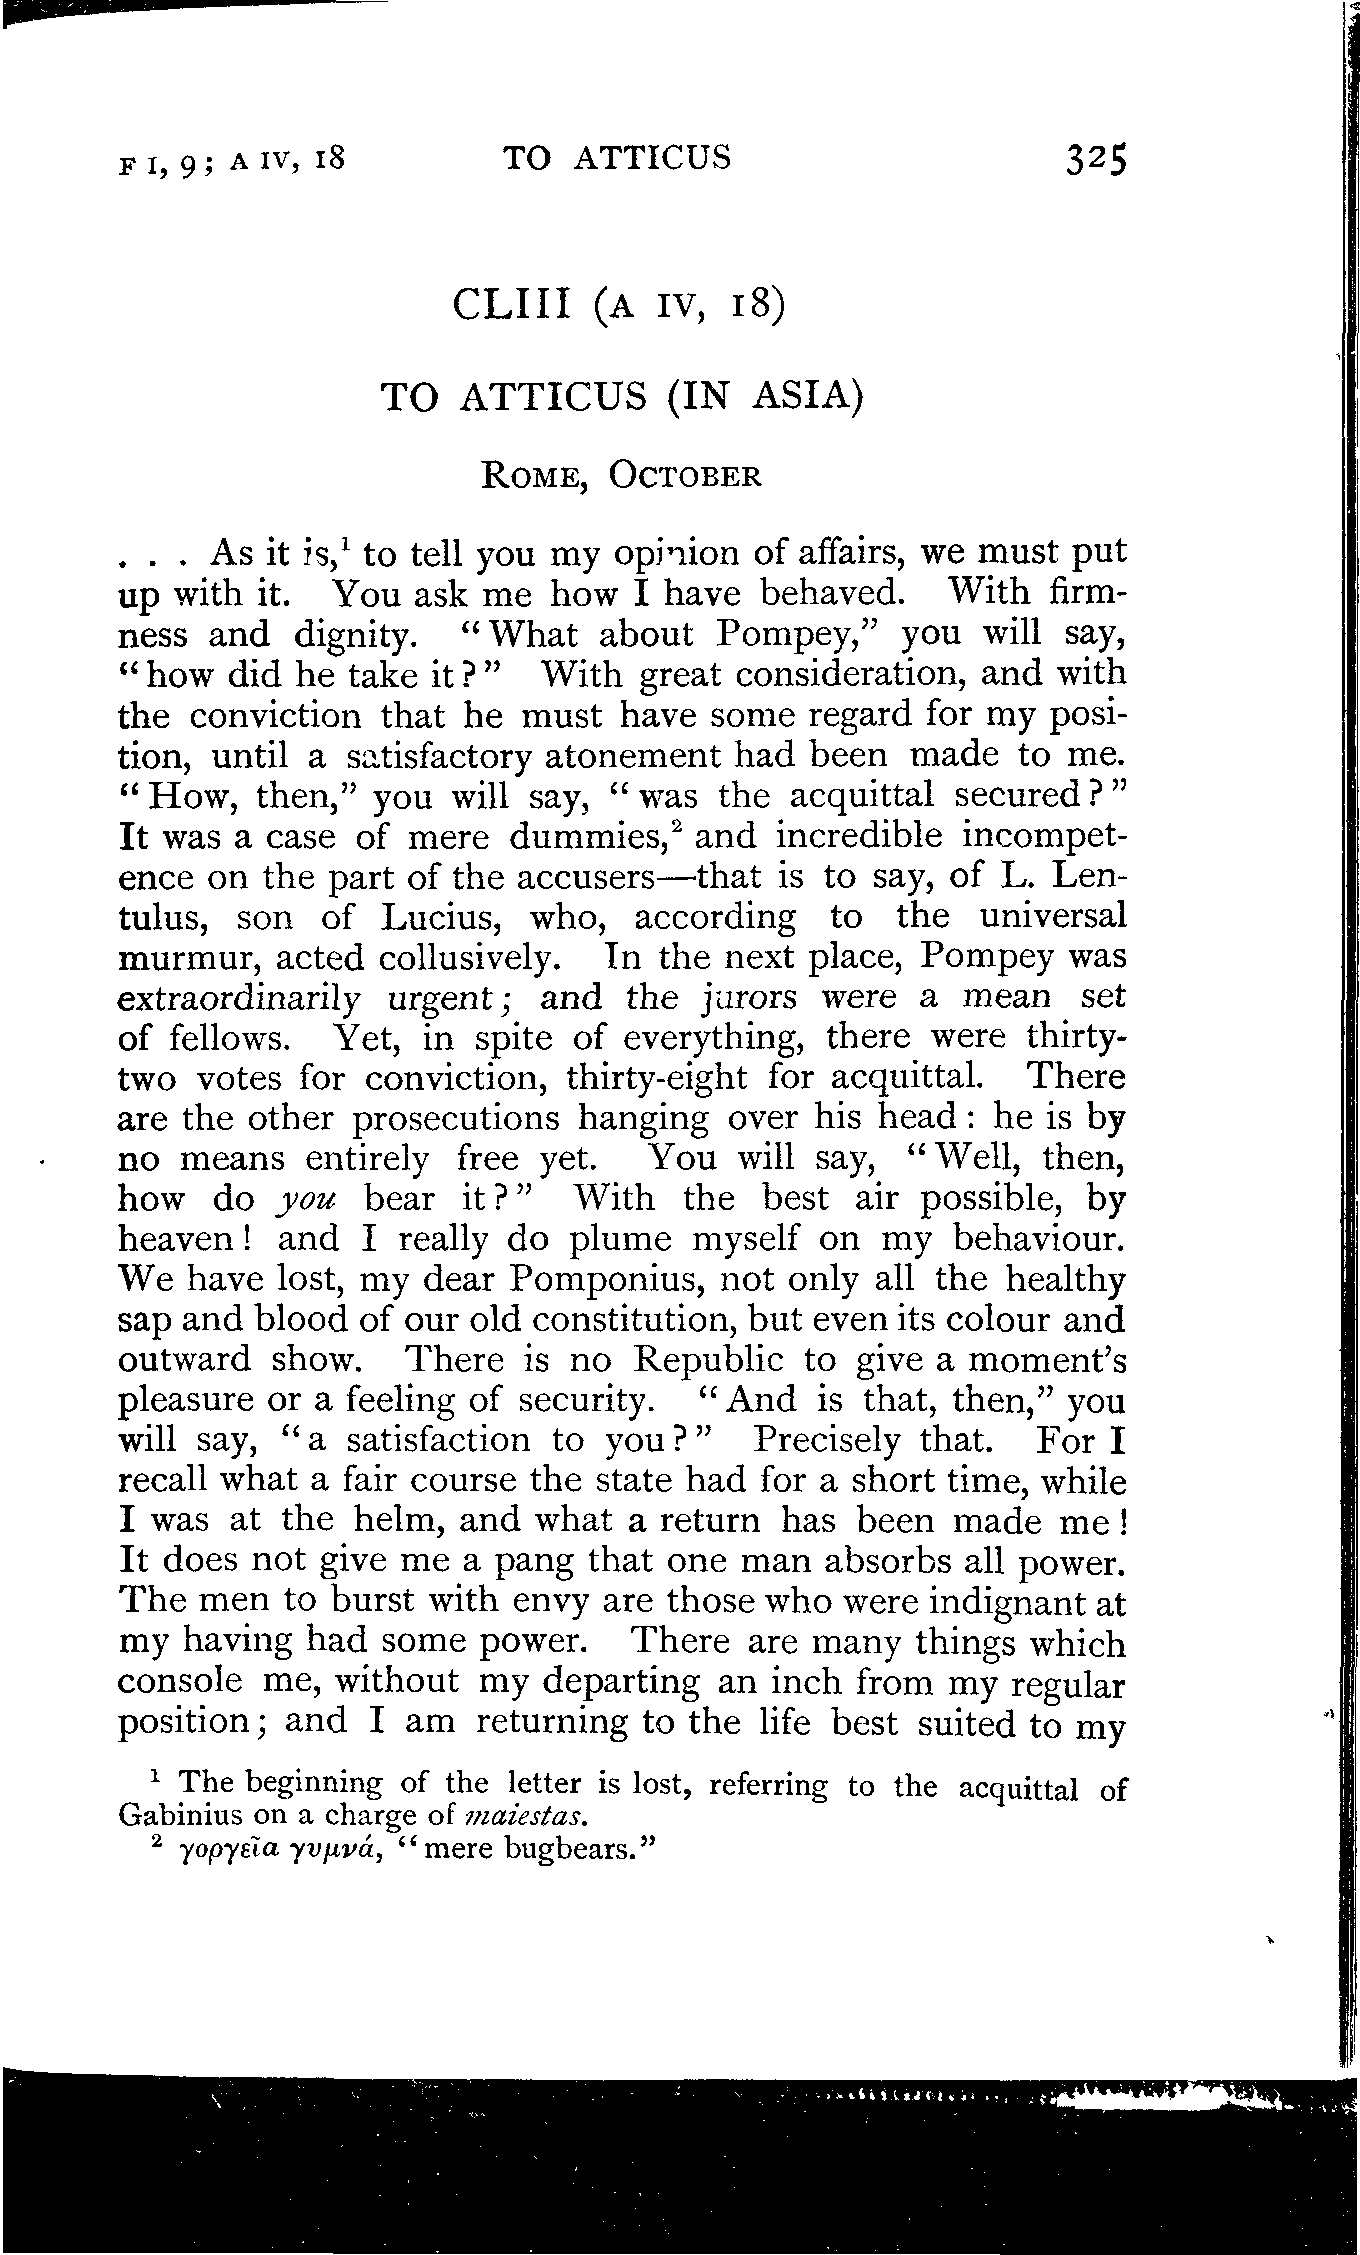 F I, 9; A IV, 18 TO ATTICUS 325
CLIII (A IV, 18)
TO ATTICUS (IN ASIA)
ROME, OCTOBER
. . . As it is,¹ to tell you my opinion of affairs, we must put
up with it. You ask me how I have behaved. With firm-
ness and dignity. “What about Pompey,” you will say,
“how did he take it?” With great consideration, and with
the conviction that he must have some regard for my posi-
tion, until a satisfactory atonement had been made to me.
“How, then,” you will say, “was the acquittal secured?”
It was a case of mere dummies,² and incredible incompet-
ence on the part of the accusers—that is to say, of L. Len-
tulus, son of Lucius, who, according to the universal
murmur, acted collusively. In the next place, Pompey was
extraordinarily urgent; and the jurors were a mean set
of fellows. Yet, in spite of everything, there were thirty-
two votes for conviction, thirty-eight for acquittal. There
are the other prosecutions hanging over his head: he is by
no means entirely free yet. You will say, “Well, then,
how do you bear it?” With the best air possible, by
heaven! and I really do plume myself on my behaviour.
We have lost, my dear Pomponius, not only all the healthy
sap and blood of our old constitution, but even its colour and
outward show. There is no Republic to give a moment's
pleasure or a feeling of security. “And is that, then,” you
will say, “a satisfaction to you?” Precisely that. For I
recall what a fair course the state had for a short time, while
I was at the helm, and what a return has been made me!
It does not give me a pang that one man absorbs all power.
The men to burst with envy are those who were indignant at
my having had some power. There are many things which
console me, without my departing an inch from my regular
position; and I am returning to the life best suited to my
¹ The beginning of the letter is lost, referring to the acquittal of
Gabinius on a charge of maiestas.
² γοργεῖα γυμνά, “mere bugbears.”